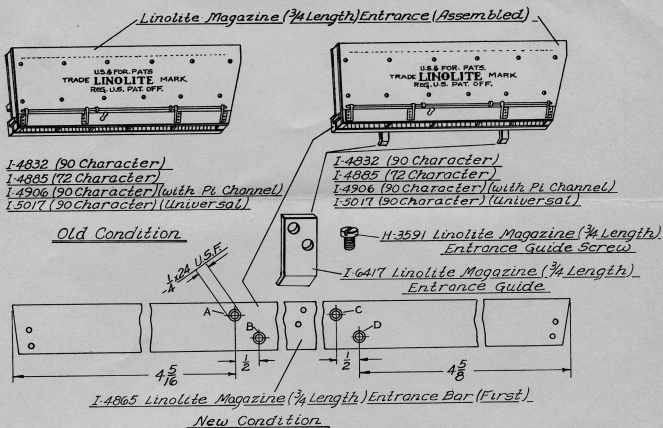 Linolite Magazine (3/4 Length) Entrance (Assembled)
U.S. & FOR. PATS
TRADE LINOLITE MARK
REG. U.S. PAT. OFF.
U.S. & FOR. PATS
TRADE LINOLITE MARK
REG. U.S. PAT. OFF.
I-4832 (90 Character)
I-4885 (72 Character)
I-4906 (90 Character) (with Pi Channel)
I-5017 (90 Character) (Universal)
Old Condition
I-4832 (90 Character)
I-4885 (72 Character)
I-4906 (90 Character) (with Pi Channel)
I-5017 (90 Character) (Universal)
H-3591 Linolite Magazine (3/4 Length)
Entrance Guide Screw
I-6417 Linolite Mogazine (3/4 Length)
Entrance Guide
1/4 x 24 U.S.F.
A
B
C
D
1/2
1/2
4 5/16
4 5/8
I-4865 Linolite Magazine (3/4 Length) Entrance Bar (First)
New Condition